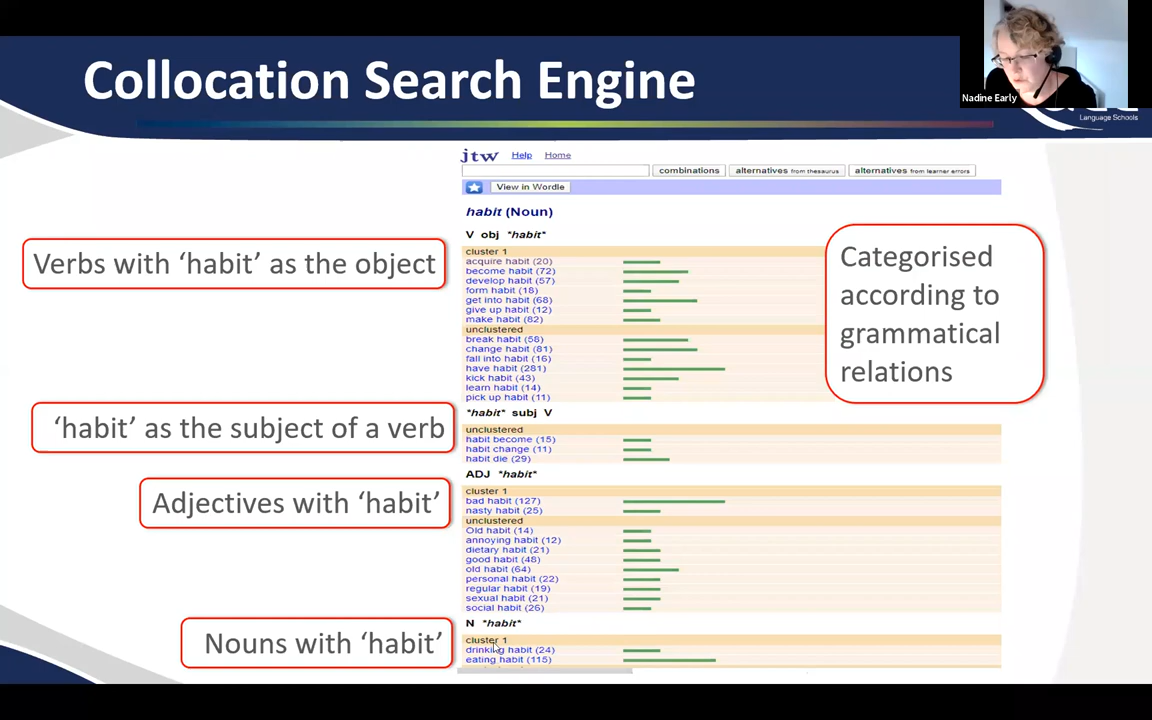 Collocation Search Engine
Nadine Early
Language Schools
jtw Help Home
combinations alternatives from thesaurus alternatives from learner errors
View in Wordle
habit (Noun)
V obj *habit*
Verbs with ‘habit’ as the object
cluster 1
acquire habit (20)
become habit (72)
develop habit (57)
form habit (18)
get into habit (68)
give up habit (12)
make habit (82)
unclustered
break habit (58)
change habit (81)
fall into habit (16)
have habit (281)
kick habit (43)
learn habit (14)
pick up habit (11)
Categorised
according to
grammatical
relations
*habit* subj V
‘habit’ as the subject of a verb
unclustered
habit become (15)
habit change (11)
habit die (29)
ADJ *habit*
Adjectives with ‘habit’
cluster 1
bad habit (127)
nasty habit (25)
unclustered
Old habit (14)
annoying habit (12)
dietary habit (21)
good habit (48)
old habit (64)
personal habit (22)
regular habit (19)
sexual habit (21)
social habit (26)
N *habit*
Nouns with ‘habit’
cluster 1
drinking habit (24)
eating habit (115)